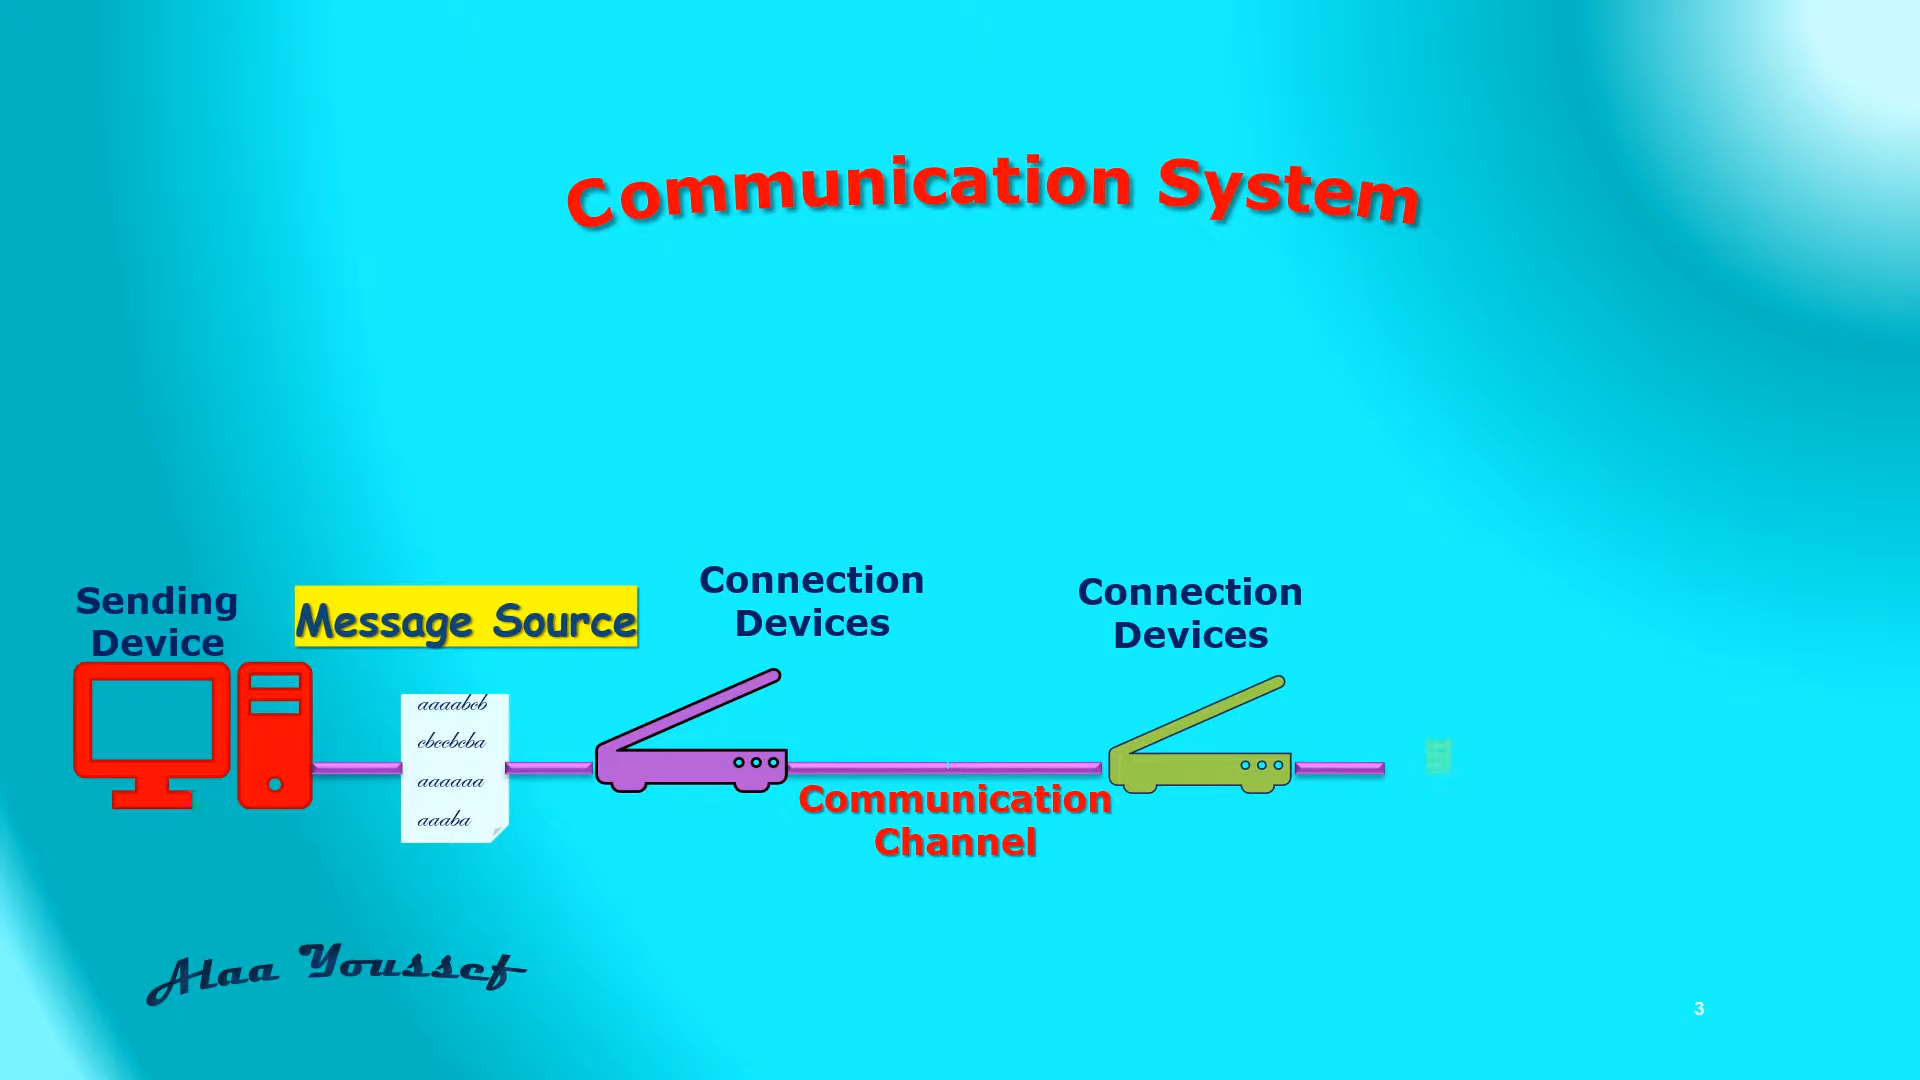 Communication System
Sending
Device
Message Source
Connection
Devices
Connection
Devices
aaaabcb
cbccbcba
aaaaaa
aaaba
Communication
Channel
Alaa Youssef
3